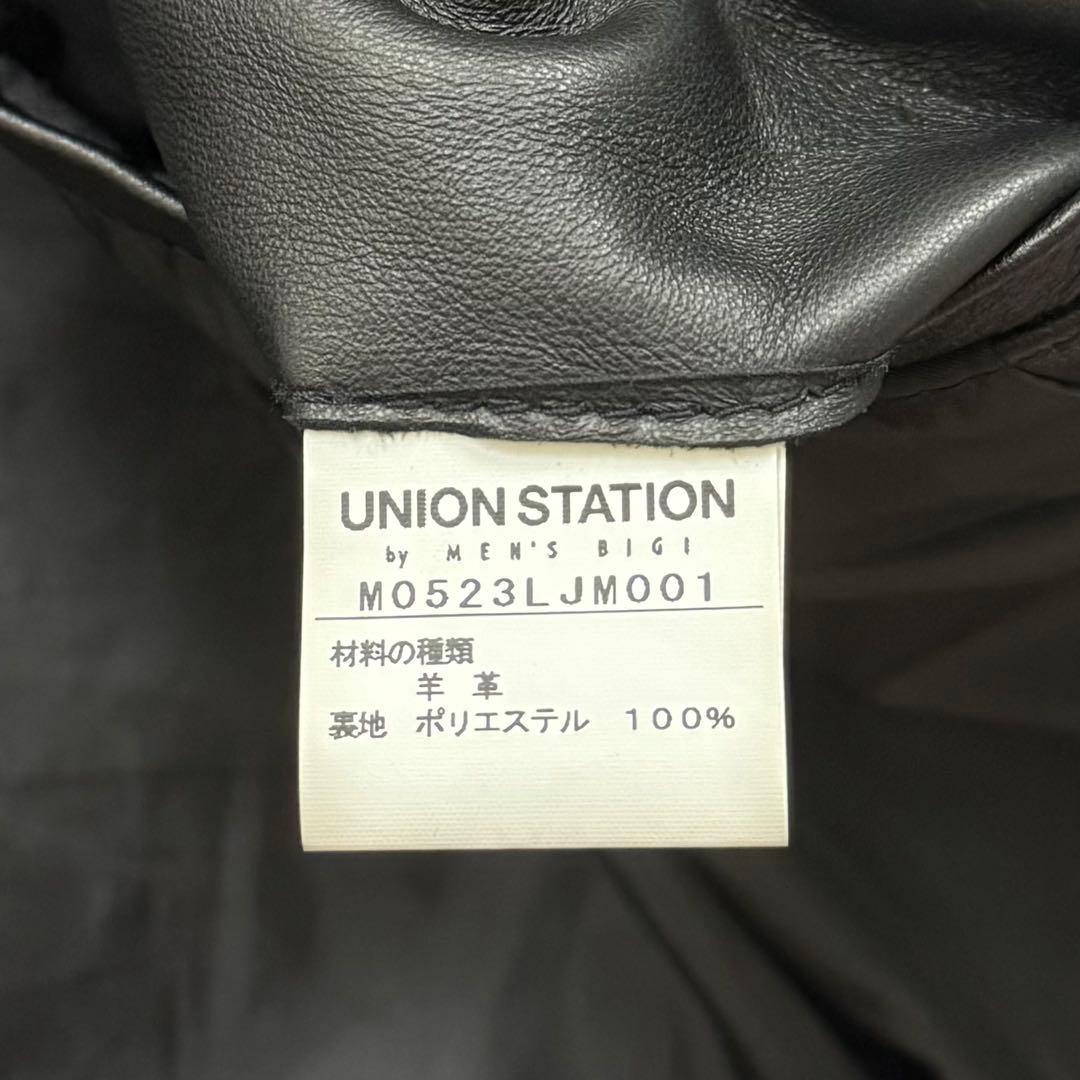 UNION STATION
by MEN'S BIGI
M0523LJM001
材料の種類
羊 革
裏地 ポリエステル 100%